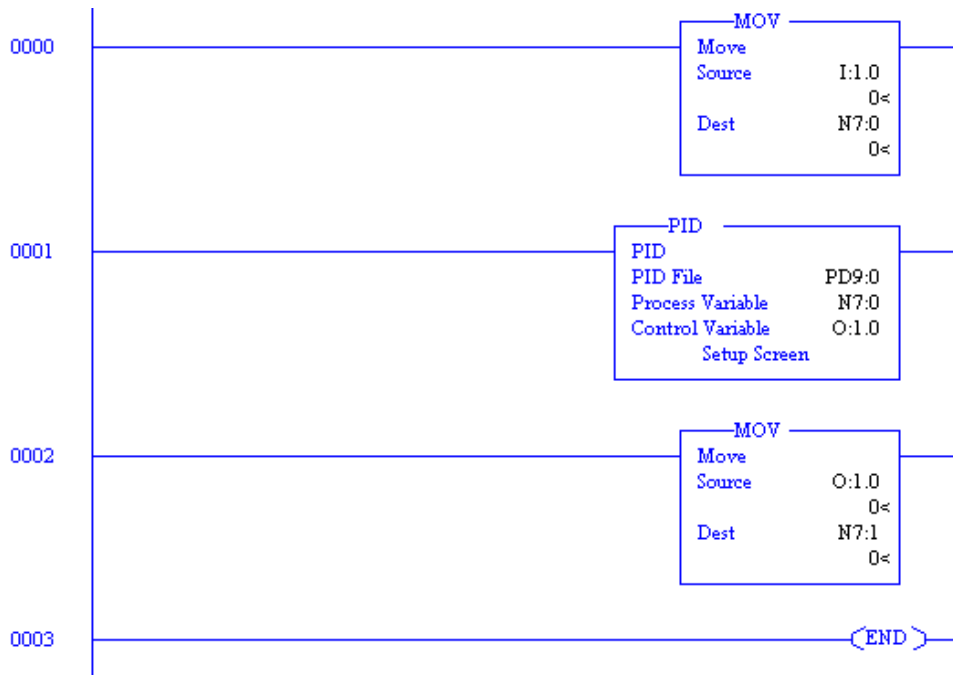 0000
MOV
Move
Source I:1.0
0<
Dest N7:0
0<
0001
PID
PID
PID File PD9:0
Process Variable N7:0
Control Variable O:1.0
Setup Screen
0002
MOV
Move
Source O:1.0
0<
Dest N7:1
0<
0003
END